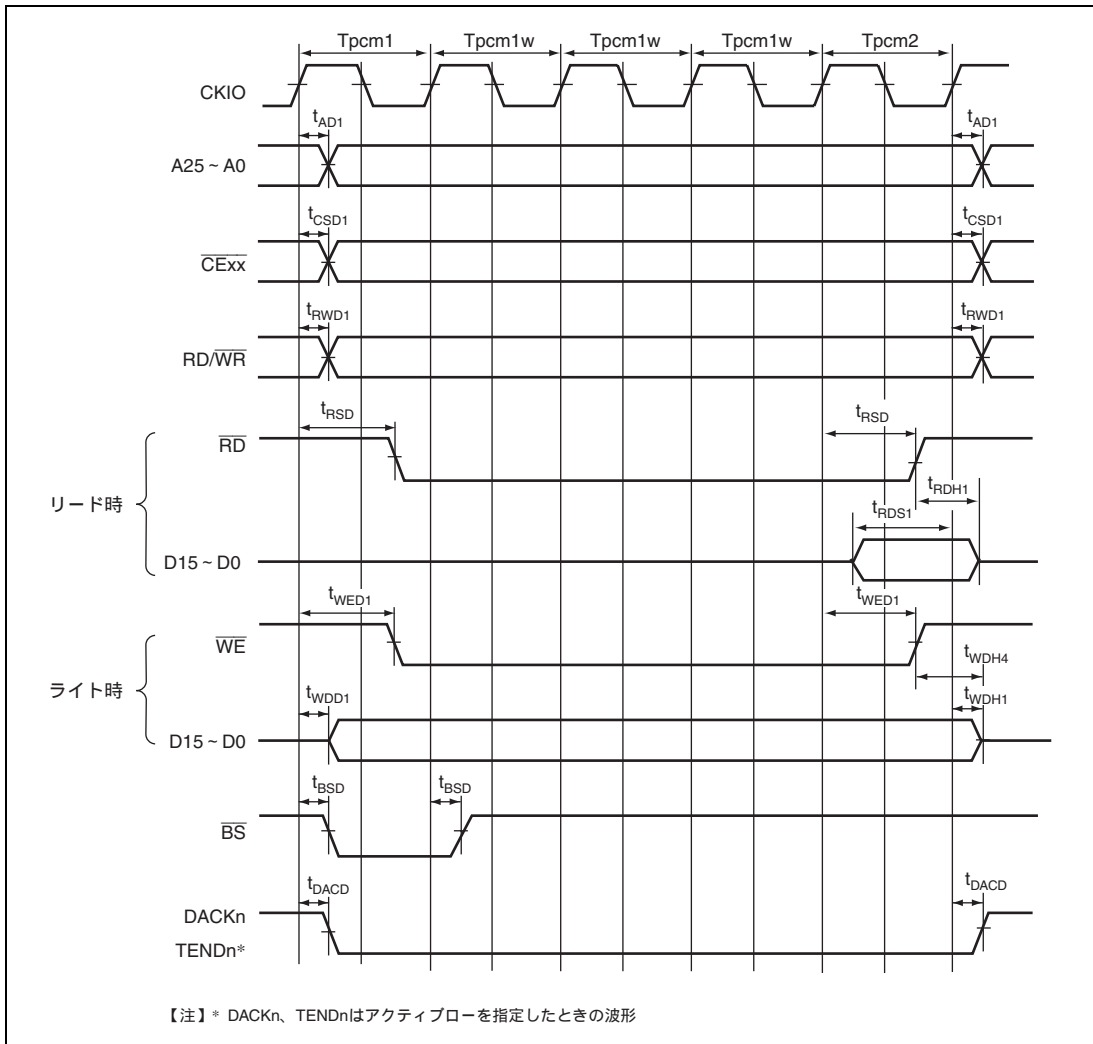 Tpcm1 Tpcm1w Tpcm1w Tpcm1w Tpcm2
CKIO
tAD1 tAD1
A25 ~ A0
tCSD1 tCSD1
CExx
tRWD1 tRWD1
RD/WR
tRSD tRSD
RD
tRDH1
リード時
tRDS1
D15 ~ D0
tWED1 tWED1
WE
tWDH4
ライト時
tWDD1 tWDH1
D15 ~ D0
tBSD tBSD
BS
tDACD tDACD
DACKn
TENDn*
【注】* DACKn、TENDnはアクティブローを指定したときの波形